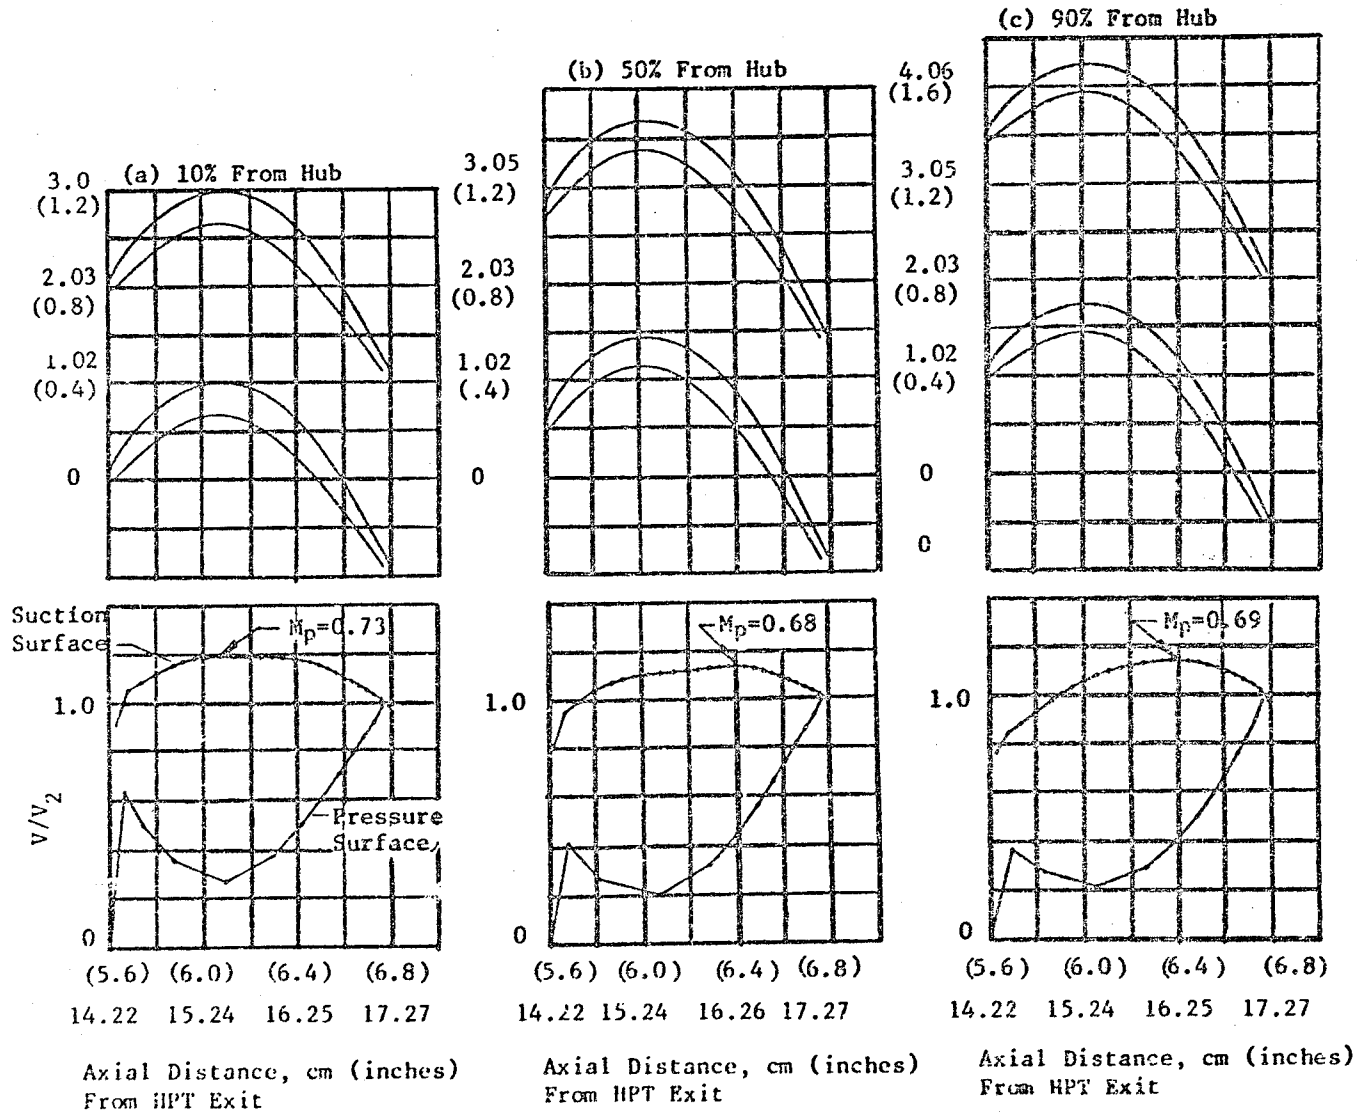 (a) 10% From Hub
3.0
(1.2)
2.03
(0.8)
1.02
(0.4)
0
(b) 50% From Hub
3.05
(1.2)
2.03
(0.8)
1.02
(.4)
0
(c) 90% From Hub
4.06
(1.6)
3.05
(1.2)
2.03
(0.8)
1.02
(0.4)
0
0
Suction
Surface
Mp=0.73
1.0
V/V2
Pressure
Surface
0
(5.6) (6.0) (6.4) (6.8)
14.22 15.24 16.25 17.27
Axial Distance, cm (inches)
From HPT Exit
Mp=0.68
1.0
0
(5.6) (6.0) (6.4) (6.8)
14.22 15.24 16.26 17.27
Axial Distance, cm (inches)
From HPT Exit
Mp=0.69
1.0
0
(5.6) (6.0) (6.4) (6.8)
14.22 15.24 16.25 17.27
Axial Distance, cm (inches)
From HPT Exit